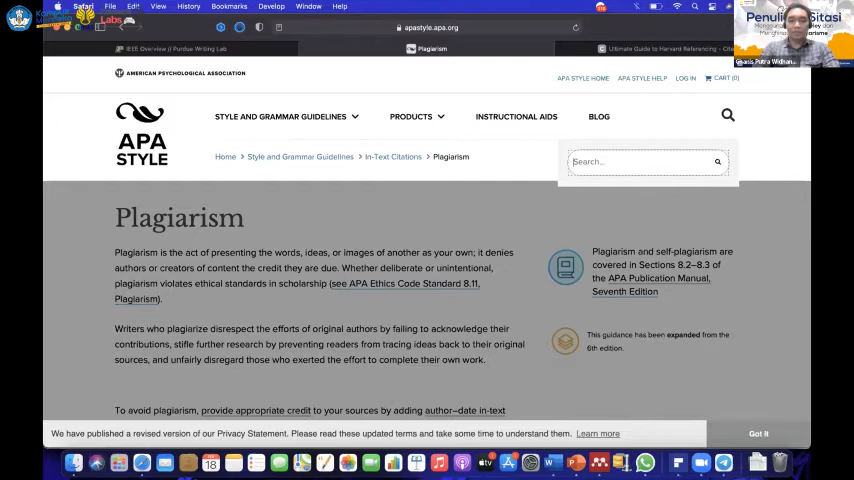 Safari File Edit View History Bookmarks Develop Window Help
Labs
apastyle.apa.org
IEEE Overview // Purdue Writing Lab
Plagiarism
Ultimate Guide to Harvard Referencing - Cite
Penulisan Sitasi
Ganis Putra Widhan...
AMERICAN PSYCHOLOGICAL ASSOCIATION
APA STYLE HOME APA STYLE HELP LOG IN CART (0)
APA STYLE
STYLE AND GRAMMAR GUIDELINES PRODUCTS INSTRUCTIONAL AIDS BLOG
Home > Style and Grammar Guidelines > In-Text Citations > Plagiarism
Search...
Plagiarism
Plagiarism is the act of presenting the words, ideas, or images of another as your own; it denies
authors or creators of content the credit they are due. Whether deliberate or unintentional,
plagiarism violates ethical standards in scholarship (see APA Ethics Code Standard 8.11,
Plagiarism).
Writers who plagiarize disrespect the efforts of original authors by failing to acknowledge their
contributions, stifle further research by preventing readers from tracing ideas back to their original
sources, and unfairly disregard those who exerted the effort to complete their own work.
To avoid plagiarism, provide appropriate credit to your sources by adding author–date in-text
Plagiarism and self-plagiarism are
covered in Sections 8.2–8.3 of
the APA Publication Manual,
Seventh Edition
This guidance has been expanded from the
6th edition.
We have published a revised version of our Privacy Statement. Please read these updated terms and take some time to understand them. Learn more
Got it
18